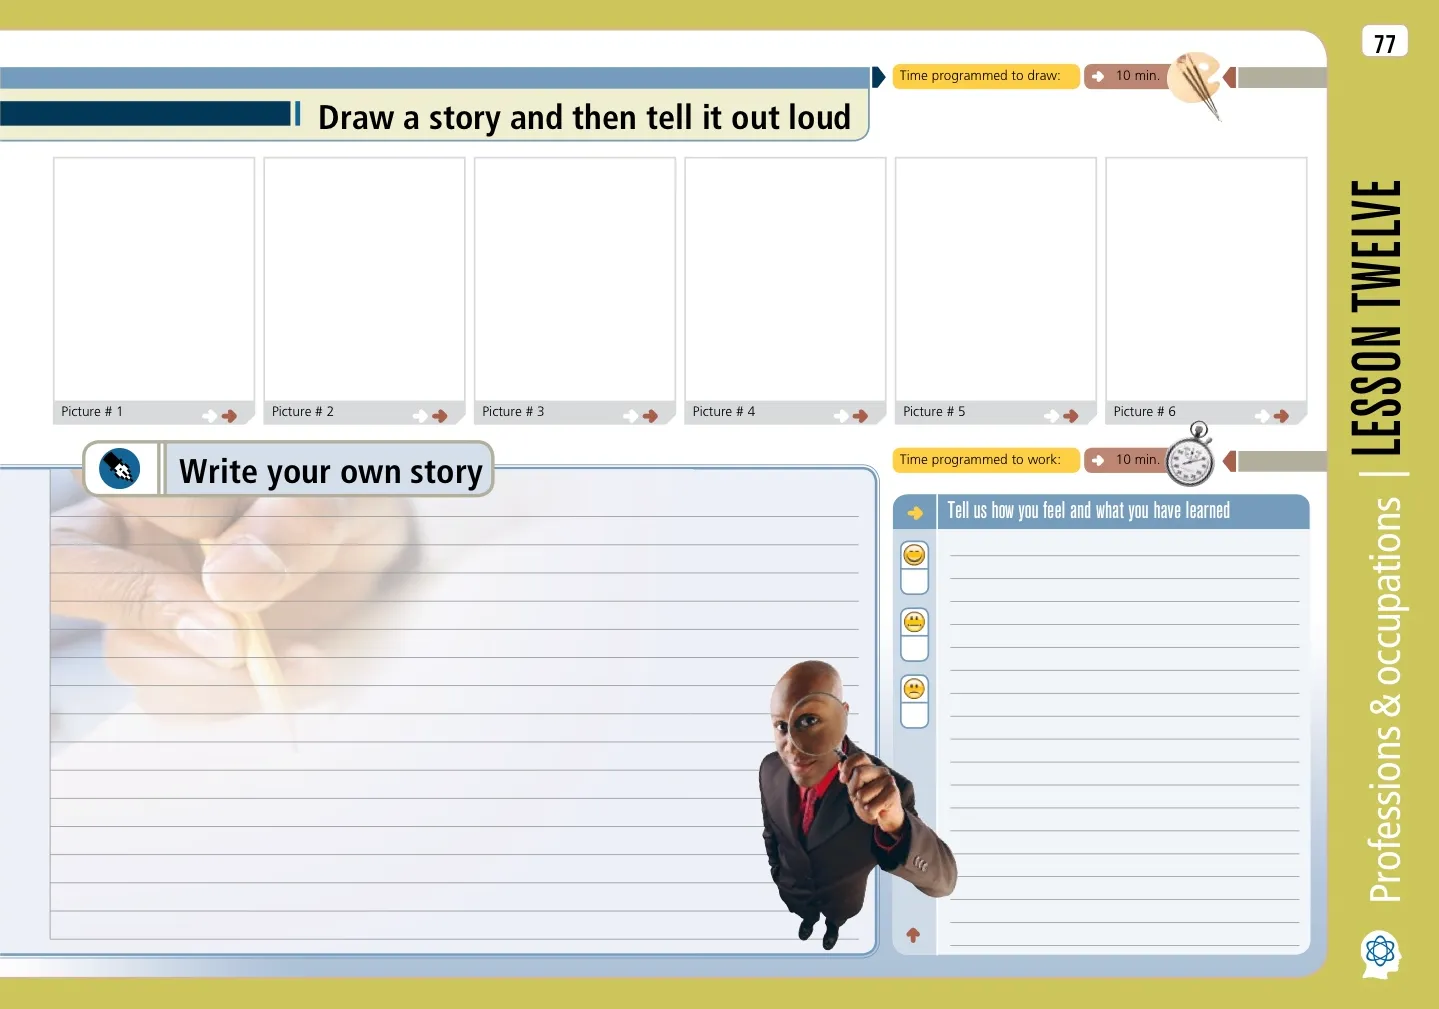 77
Time programmed to draw:
10 min.
Draw a story and then tell it out loud
Picture # 1
Picture # 2
Picture # 3
Picture # 4
Picture # 5
Picture # 6
Write your own story
Time programmed to work:
10 min.
Tell us how you feel and what you have learned
Professions & occupations | LESSON TWELVE